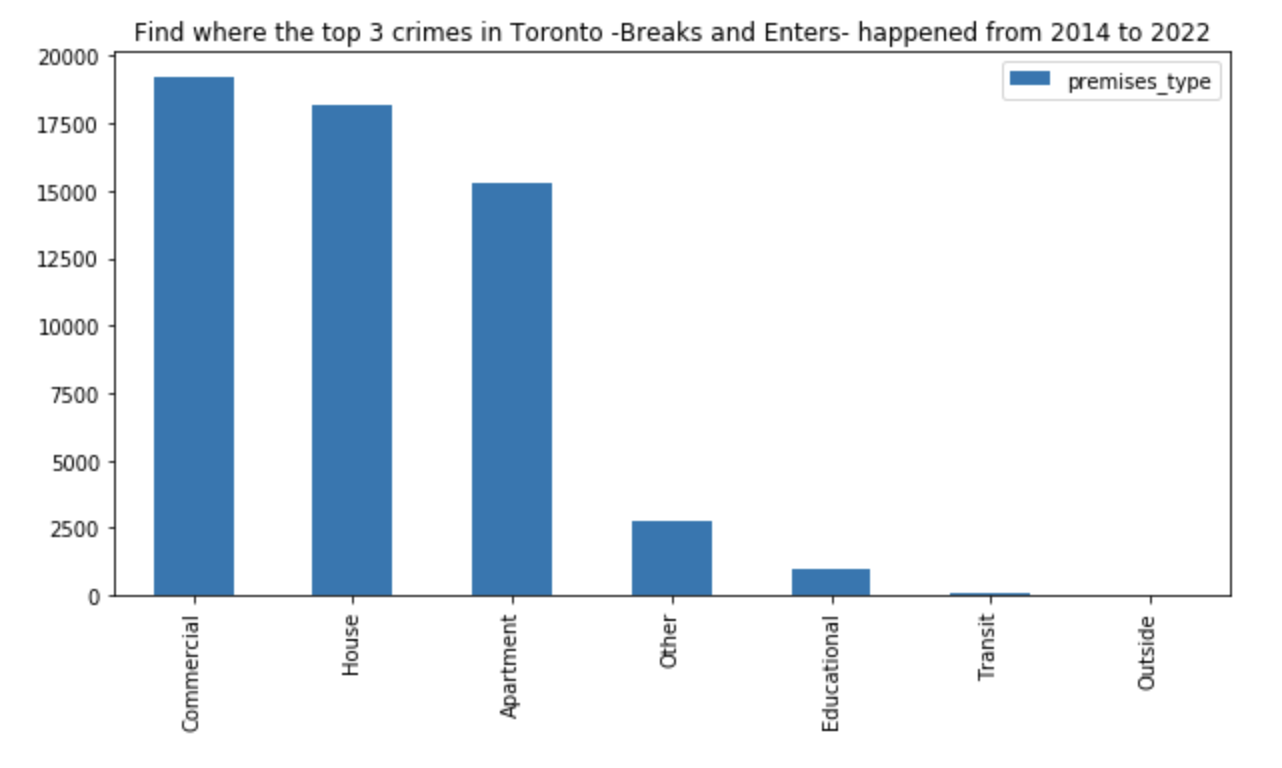 Find where the top 3 crimes in Toronto -Breaks and Enters- happened from 2014 to 2022
premises_type
20000
17500
15000
12500
10000
7500
5000
2500
0
Commercial
House
Apartment
Other
Educational
Transit
Outside